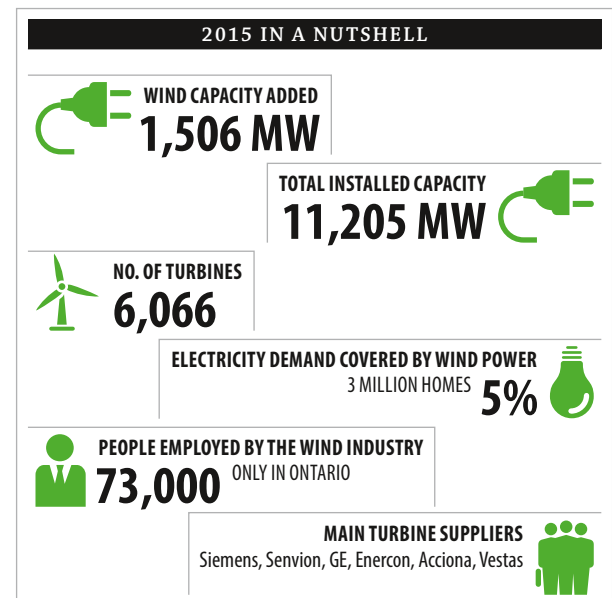 2015 IN A NUTSHELL
WIND CAPACITY ADDED
1,506 MW
TOTAL INSTALLED CAPACITY
11,205 MW
NO. OF TURBINES
6,066
ELECTRICITY DEMAND COVERED BY WIND POWER
3 MILLION HOMES 5%
PEOPLE EMPLOYED BY THE WIND INDUSTRY
73,000 ONLY IN ONTARIO
MAIN TURBINE SUPPLIERS
Siemens, Senvion, GE, Enercon, Acciona, Vestas